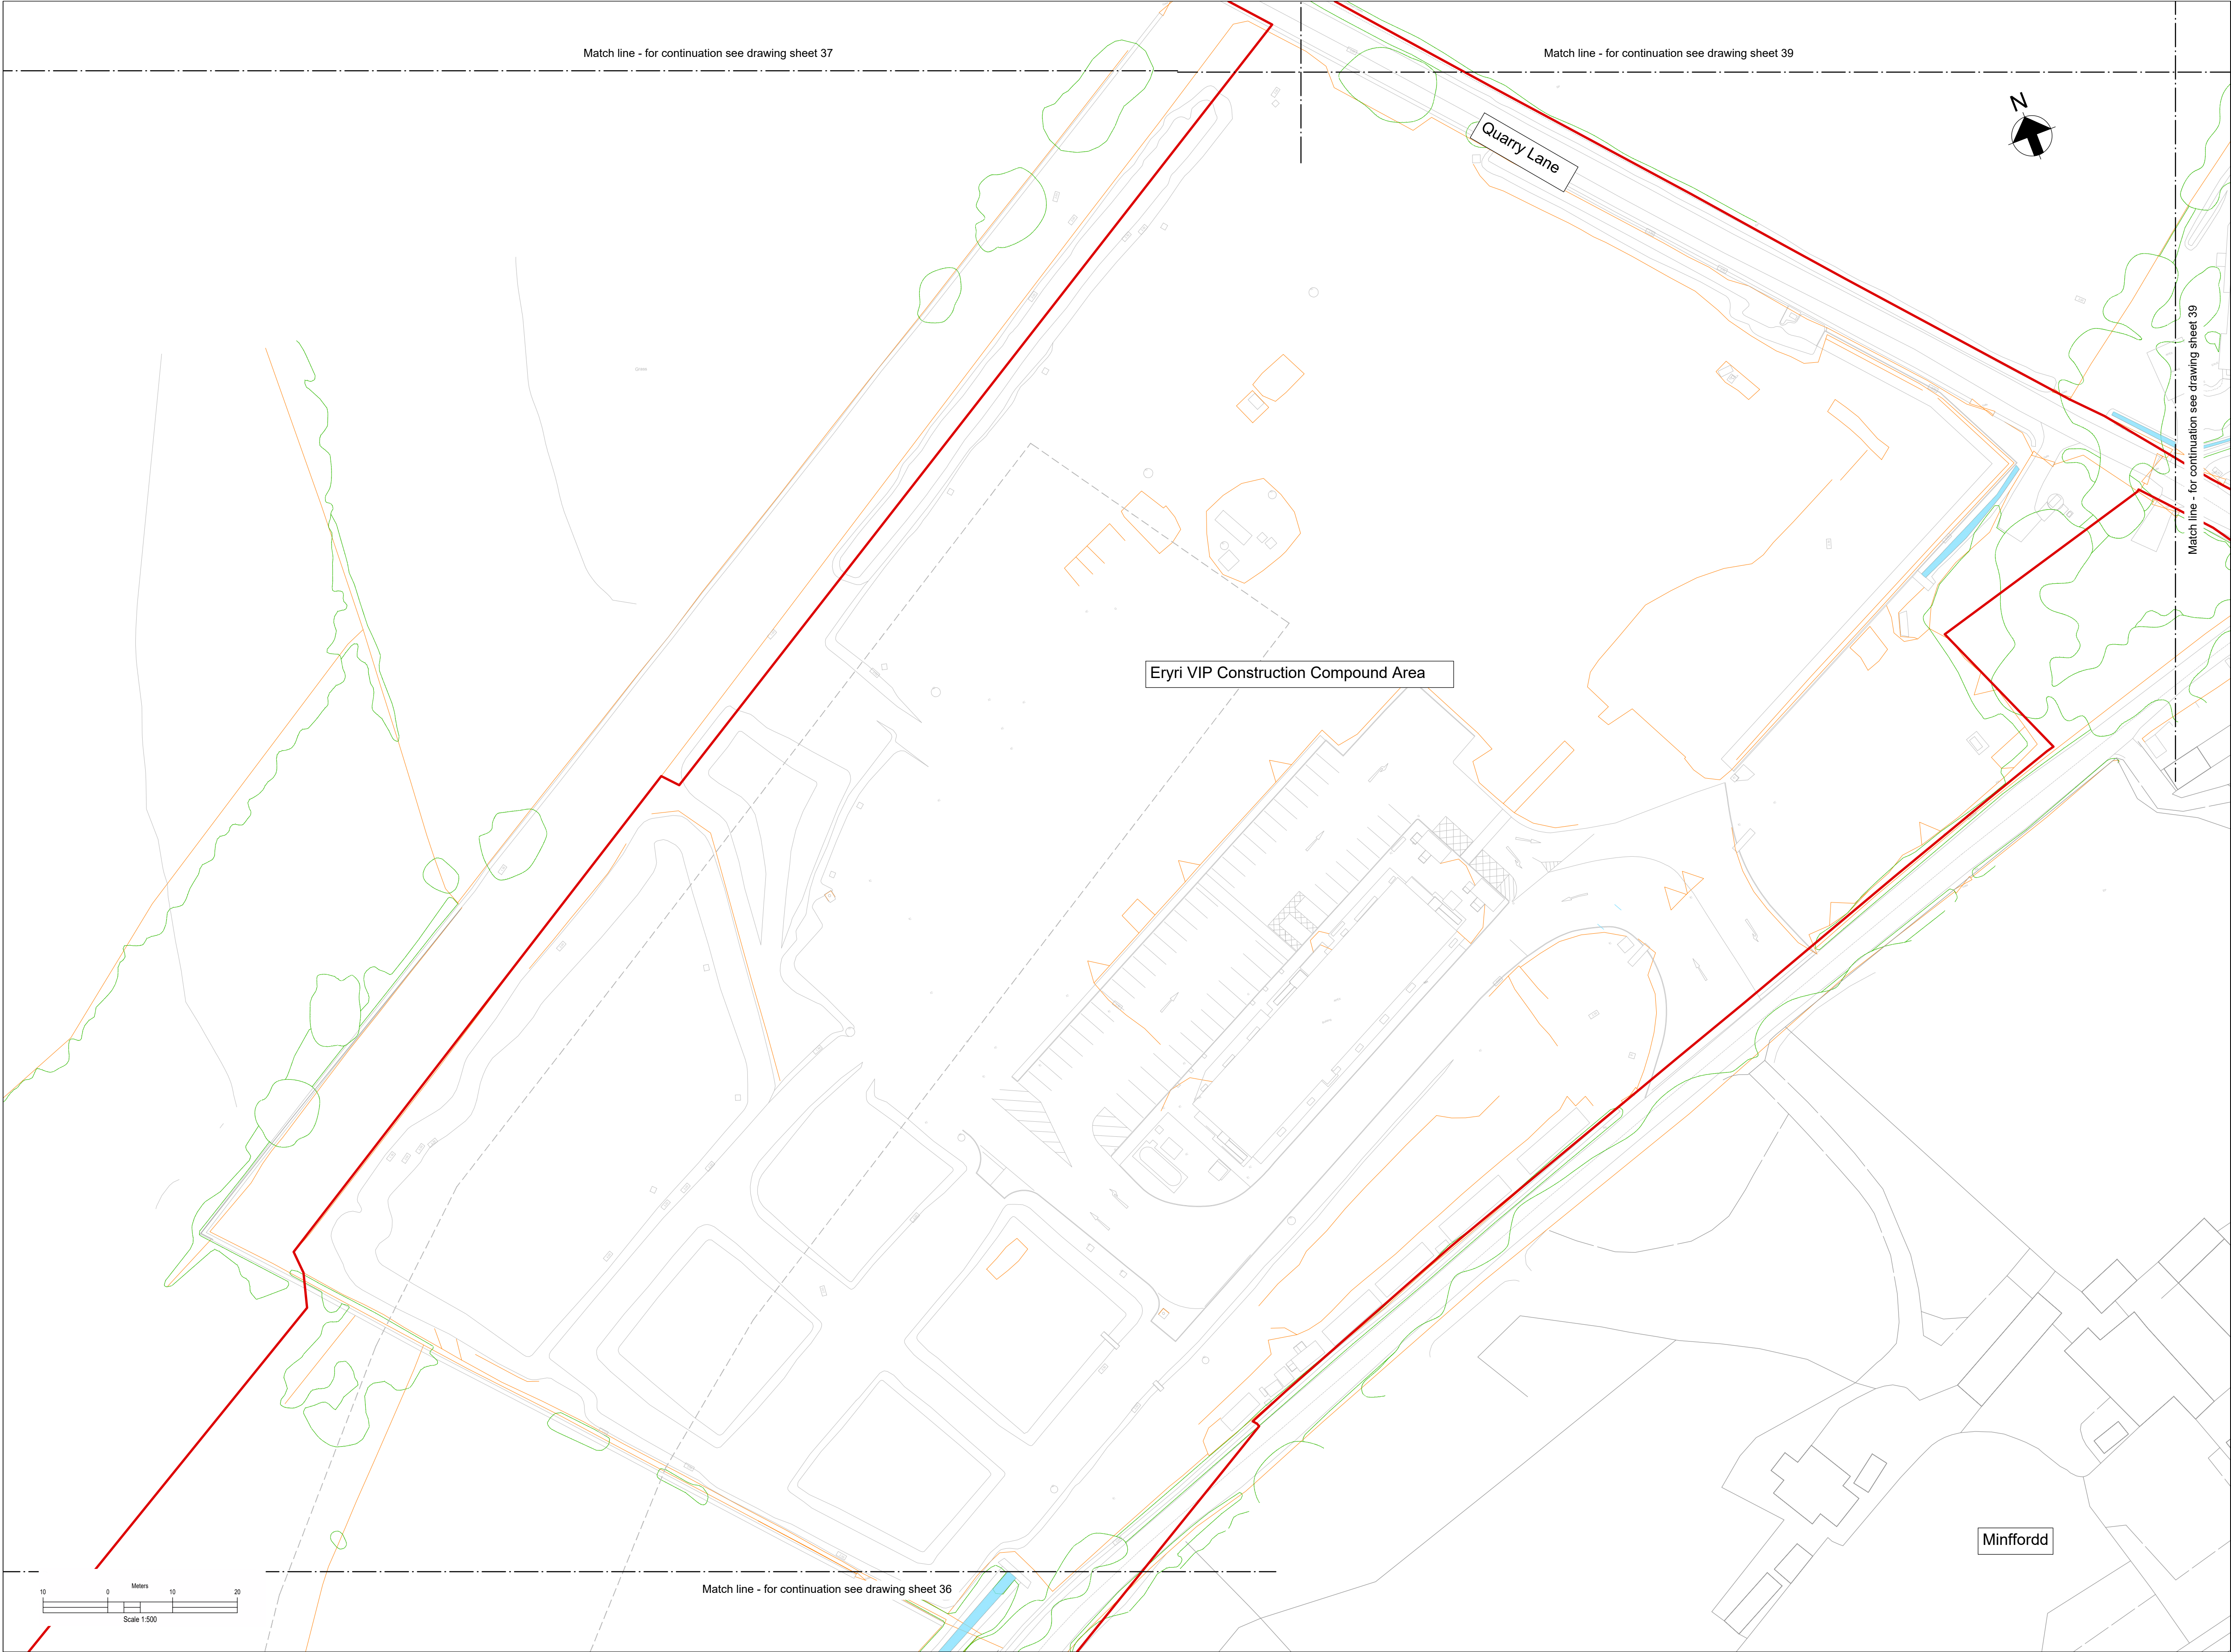 Match line - for continuation see drawing sheet 37
Match line - for continuation see drawing sheet 39
N
Quarry Lane
Match line - for continuation see drawing sheet 39
Eryri VIP Construction Compound Area
Minffordd
Match line - for continuation see drawing sheet 36
Meters
10 0 10 20
Scale 1:500